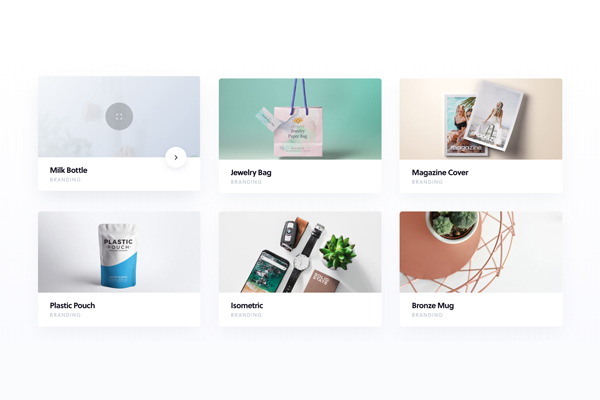 Milk Bottle
BRANDING
Jewelry Bag
BRANDING
magazine
Magazine Cover
BRANDING
PLASTIC
POUCH
Plastic Pouch
BRANDING
Isometric
BRANDING
Bronze Mug
BRANDING